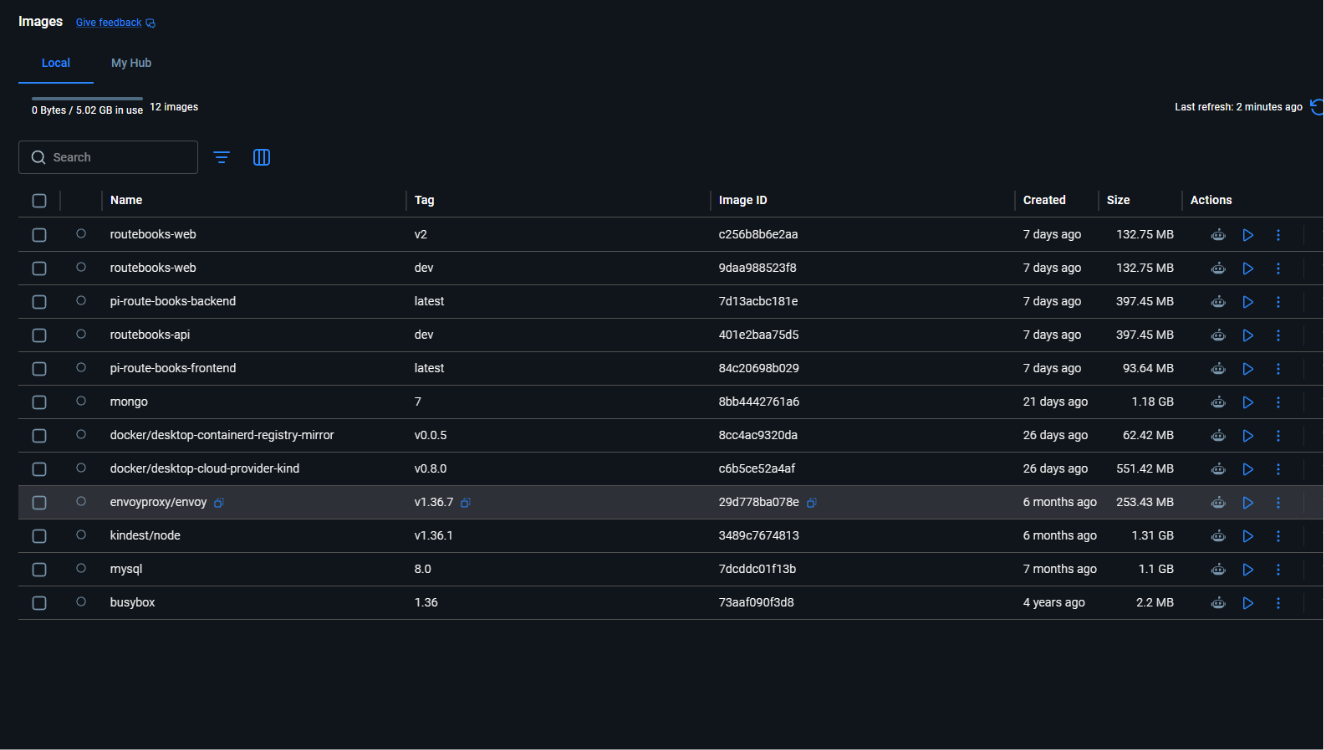 Images Give feedback
Local My Hub
0 Bytes / 5.02 GB in use 12 images Last refresh: 2 minutes ago
Search
Name Tag Image ID Created Size Actions
routebooks-web v2 c256b8b6e2aa 7 days ago 132.75 MB
routebooks-web dev 9daa988523f8 7 days ago 132.75 MB
pi-route-books-backend latest 7d13acbc181e 7 days ago 397.45 MB
routebooks-api dev 401e2baa75d5 7 days ago 397.45 MB
pi-route-books-frontend latest 84c20698b029 7 days ago 93.64 MB
mongo 7 8bb4442761a6 21 days ago 1.18 GB
docker/desktop-containerd-registry-mirror v0.0.5 8cc4ac9320da 26 days ago 62.42 MB
docker/desktop-cloud-provider-kind v0.8.0 c6b5ce52a4af 26 days ago 551.42 MB
envoyproxy/envoy v1.36.7 29d778ba078e 6 months ago 253.43 MB
kindest/node v1.36.1 3489c7674813 6 months ago 1.31 GB
mysql 8.0 7dcddc01f13b 7 months ago 1.1 GB
busybox 1.36 73aaf090f3d8 4 years ago 2.2 MB